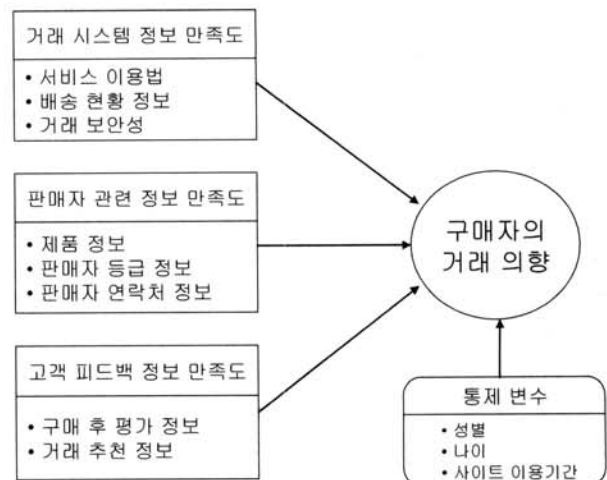 거래 시스템 정보 만족도
• 서비스 이용법
• 배송 현황 정보
• 거래 보안성
판매자 관련 정보 만족도
• 제품 정보
• 판매자 등급 정보
• 판매자 연락처 정보
고객 피드백 정보 만족도
• 구매 후 평가 정보
• 거래 추천 정보
구매자의
거래 의향
통제 변수
• 성별
• 나이
• 사이트 이용기간